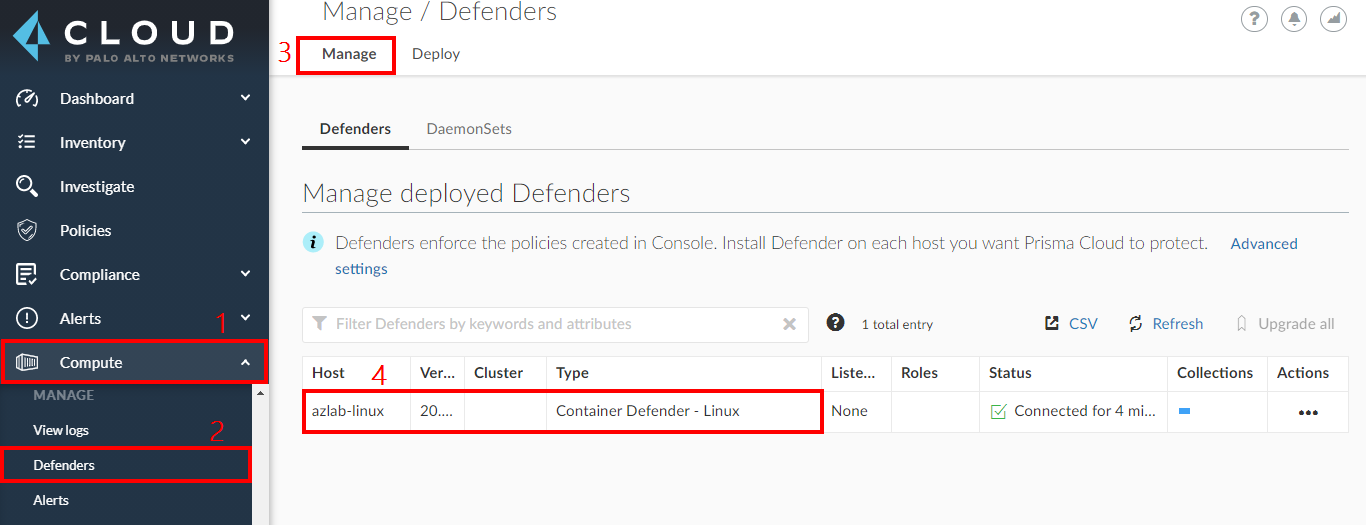 CLOUD
BY PALO ALTO NETWORKS
Dashboard
Inventory
Investigate
Policies
Compliance
Alerts
1
Compute
MANAGE
View logs
2
Defenders
Alerts
Manage / Defenders
?
3
Manage Deploy
Defenders DaemonSets
Manage deployed Defenders
i Defenders enforce the policies created in Console. Install Defender on each host you want Prisma Cloud to protect. Advanced
settings
Filter Defenders by keywords and attributes
? 1 total entry CSV Refresh Upgrade all
Host 4 Ver... Cluster Type Liste... Roles Status Collections Actions
azlab-linux 20.... Container Defender - Linux None Connected for 4 mi... •••